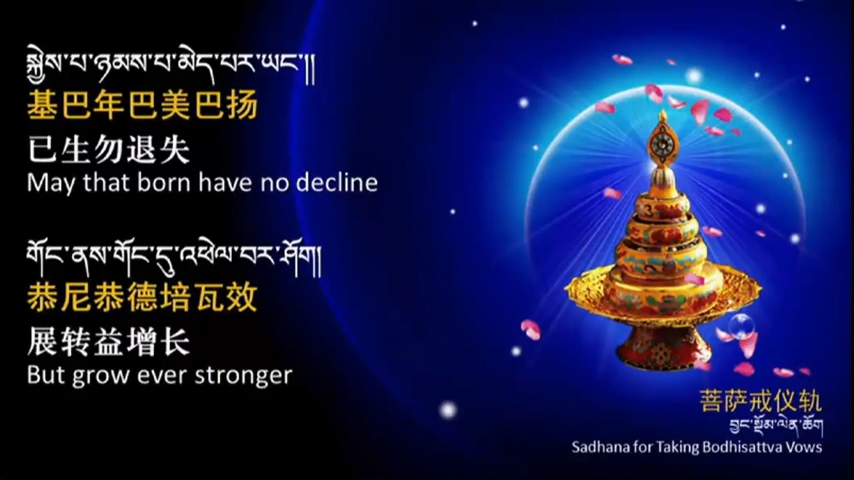 སྐྱེས་པ་ཉམས་པ་མེད་པར་ཡང་།།
基巴年巴美巴扬
已生勿退失
May that born have no decline
གོང་ནས་གོང་དུ་འཕེལ་བར་ཤོག།
恭尼恭德培瓦效
展转益增长
But grow ever stronger
菩萨戒仪轨
བྱང་སྡོམ་ལེན་ཆོག
Sadhana for Taking Bodhisattva Vows